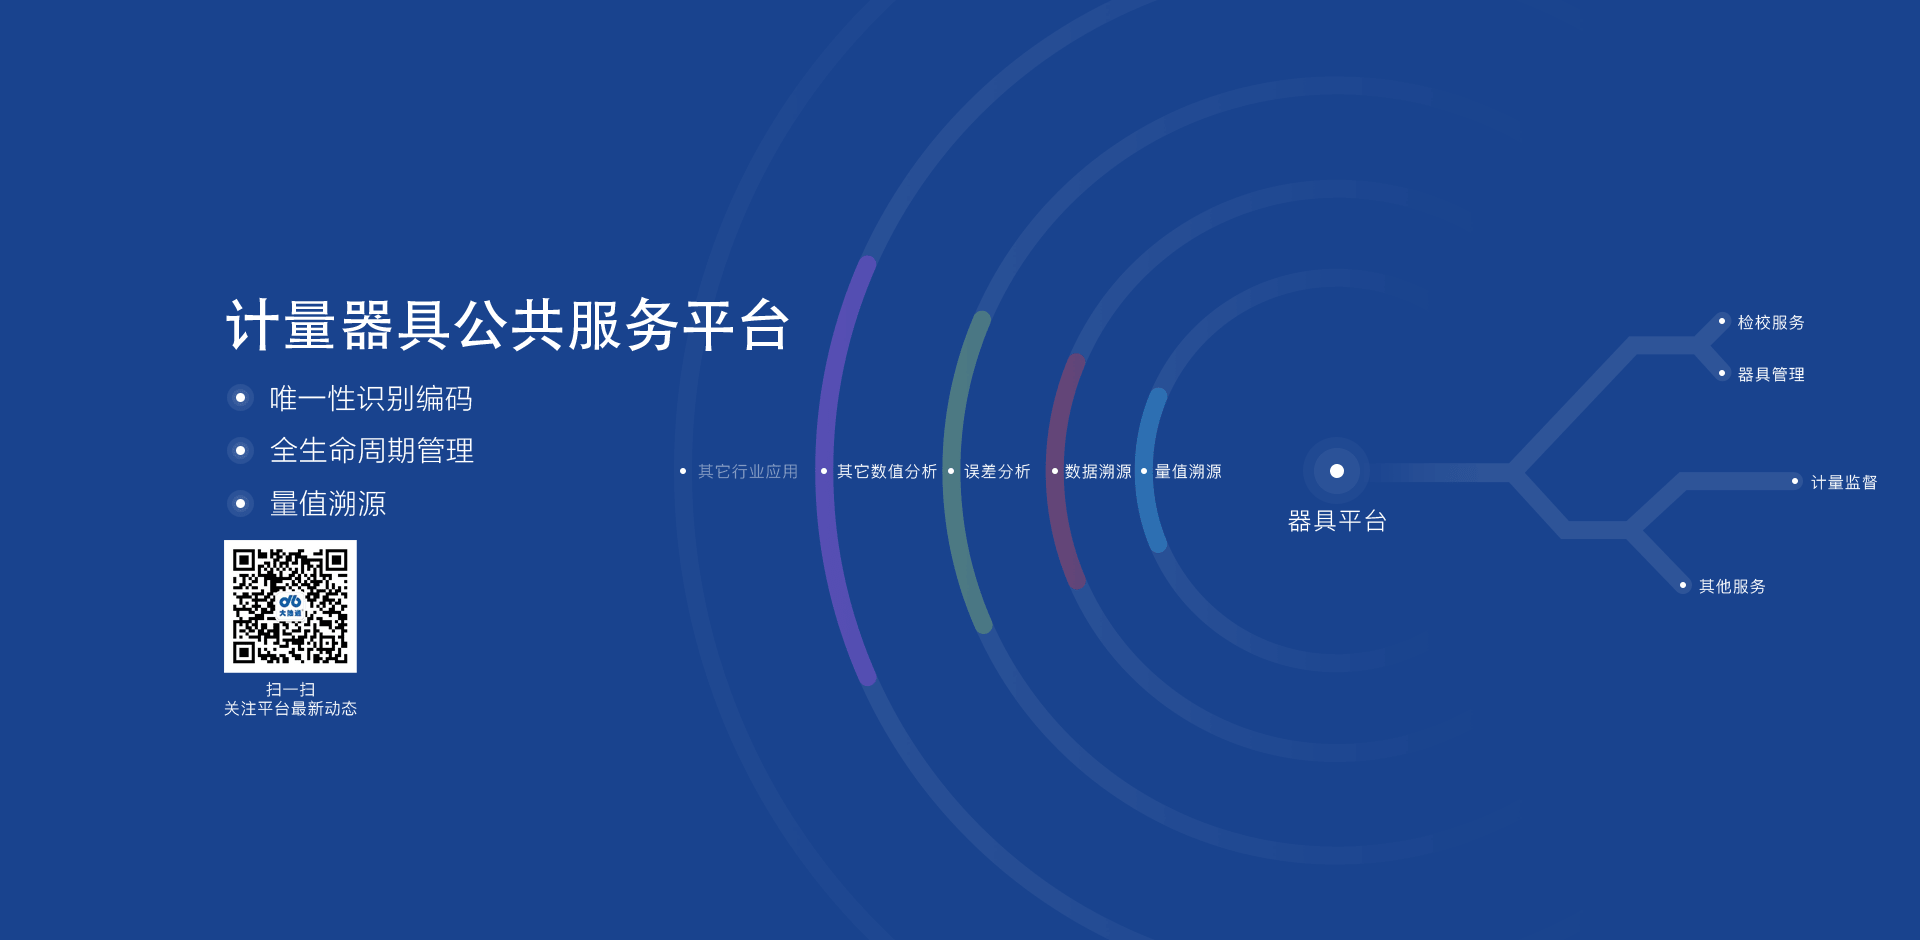 计量器具公共服务平台
唯一性识别编码
全生命周期管理
量值溯源
大陆通
扫一扫
关注平台最新动态
其它行业应用
其它数值分析
误差分析
数据溯源
量值溯源
器具平台
检校服务
器具管理
计量监督
其他服务